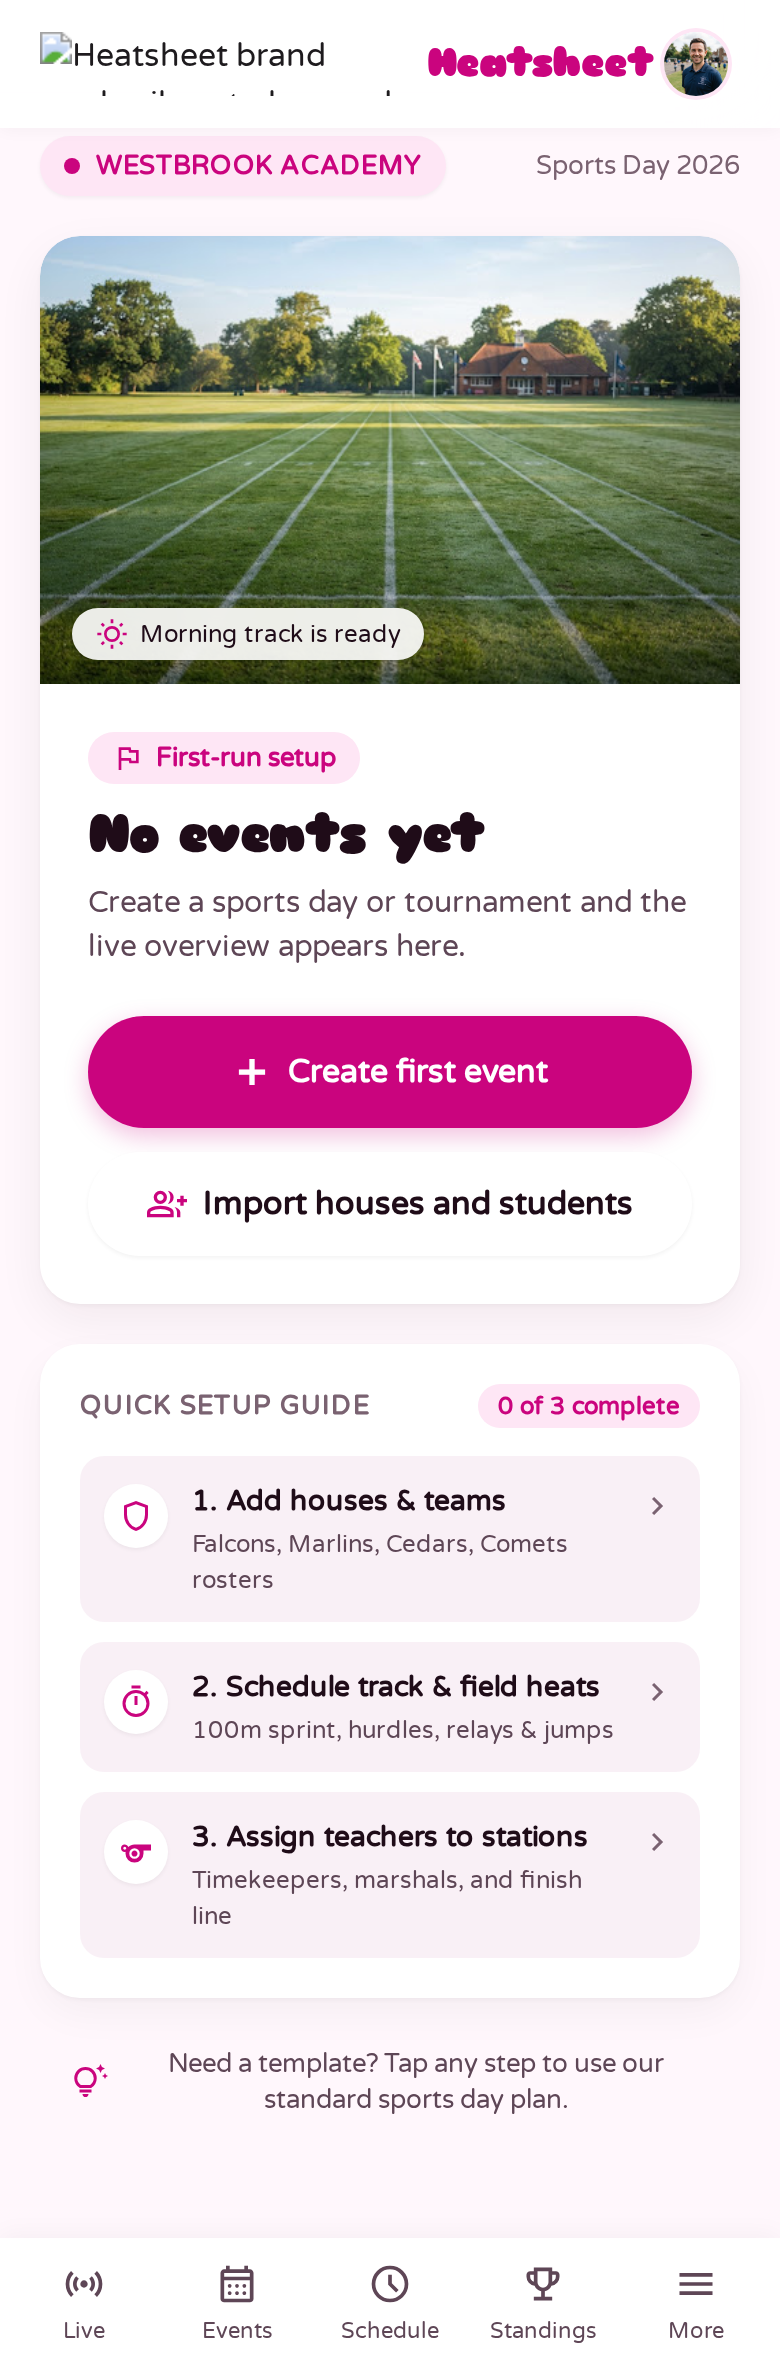 Heatsheet brand
Heatsheet
WESTBROOK ACADEMY
Sports Day 2026
Morning track is ready
First-run setup
No events yet
Create a sports day or tournament and the
live overview appears here.
Create first event
Import houses and students
QUICK SETUP GUIDE
0 of 3 complete
1. Add houses & teams
Falcons, Marlins, Cedars, Comets
rosters
2. Schedule track & field heats
100m sprint, hurdles, relays & jumps
3. Assign teachers to stations
Timekeepers, marshals, and finish
line
Need a template? Tap any step to use our
standard sports day plan.
Live
Events
Schedule
Standings
More